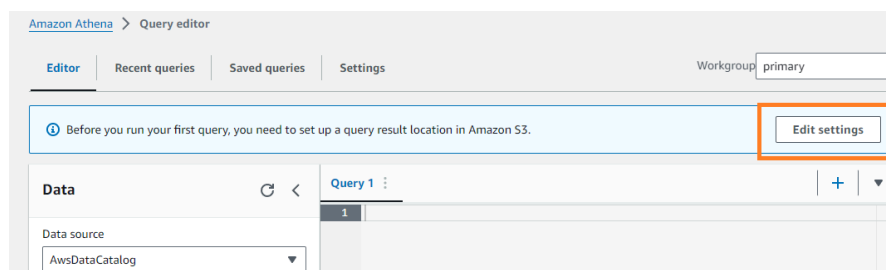 Amazon Athena > Query editor
Editor Recent queries Saved queries Settings Workgroup primary
Before you run your first query, you need to set up a query result location in Amazon S3. Edit settings
Data Query 1
1
Data source
AwsDataCatalog